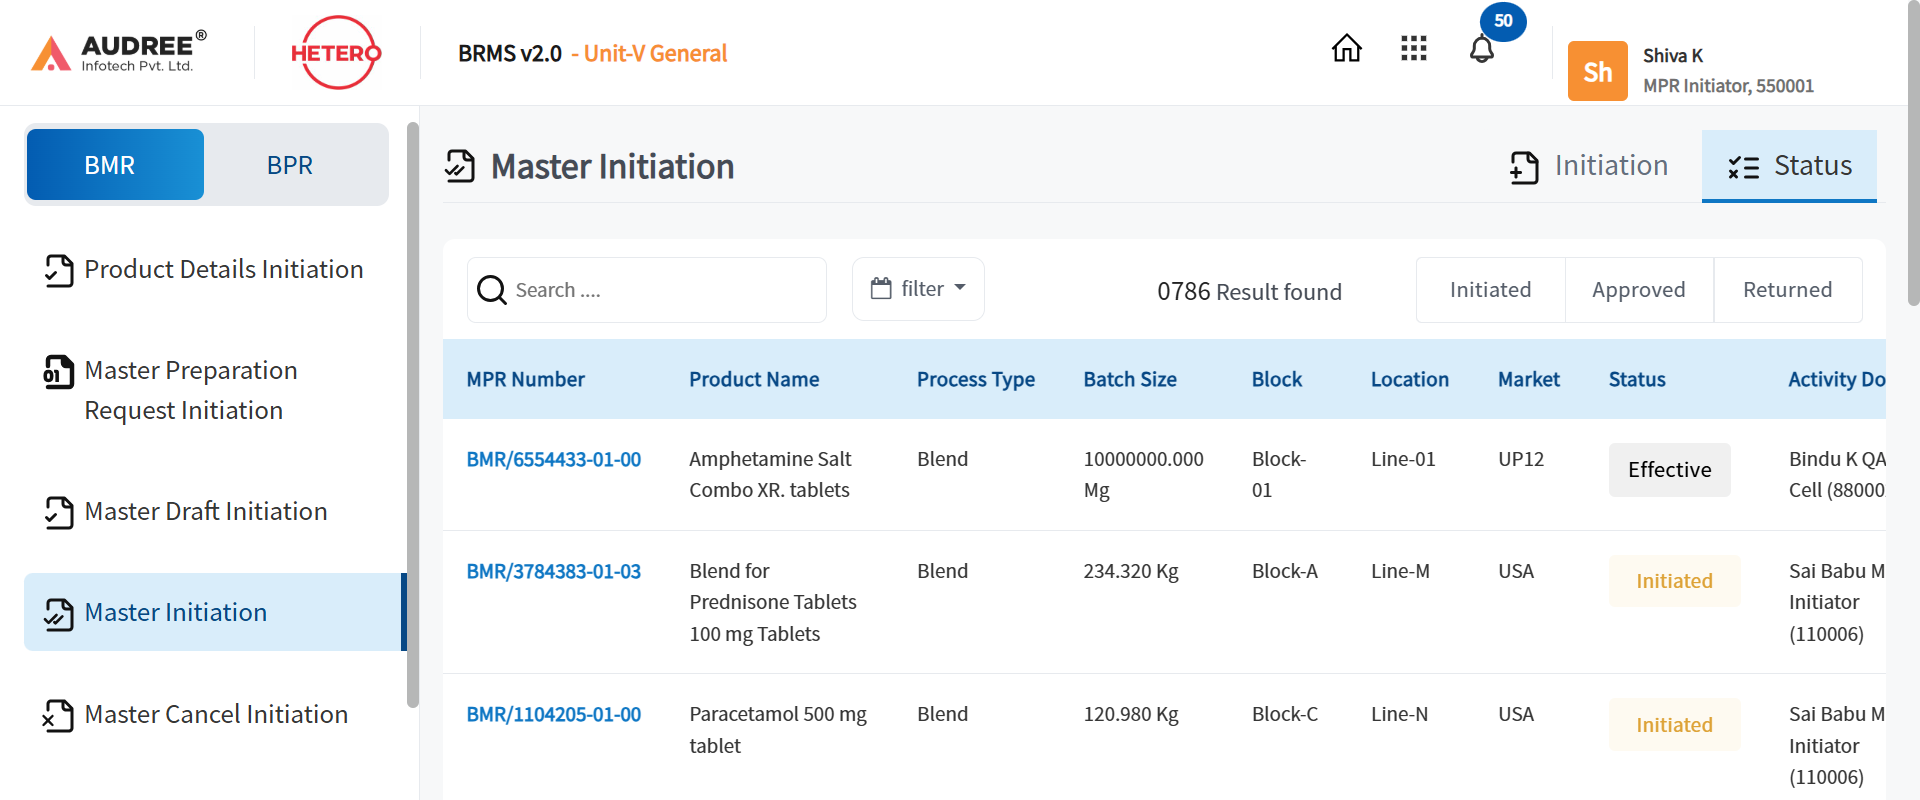 AUDREE®
Infotech Pvt. Ltd.
HETERO
BRMS v2.0 - Unit-V General
50
Sh
Shiva K
MPR Initiator, 550001
BMR
BPR
Product Details Initiation
01
Master Preparation
Request Initiation
Master Draft Initiation
Master Initiation
Master Cancel Initiation
Master Initiation
Initiation
Status
Search ....
filter
0786 Result found
Initiated
Approved
Returned
MPR Number Product Name Process Type Batch Size Block Location Market Status Activity Do
BMR/6554433-01-00
Amphetamine Salt
Combo XR. tablets
Blend
10000000.000
Mg
Block-
01
Line-01
UP12
Effective
Bindu K QA
Cell (88000
BMR/3784383-01-03
Blend for
Prednisone Tablets
100 mg Tablets
Blend
234.320 Kg
Block-A
Line-M
USA
Initiated
Sai Babu M
Initiator
(110006)
BMR/1104205-01-00
Paracetamol 500 mg
tablet
Blend
120.980 Kg
Block-C
Line-N
USA
Initiated
Sai Babu M
Initiator
(110006)